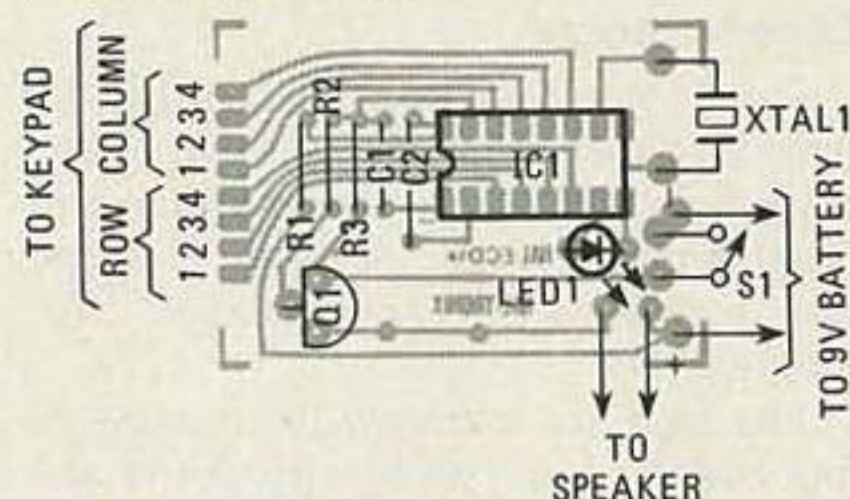 TO KEYPAD
COLUMN
1 2 3 4
ROW
1 2 3 4
R2
R1
R3
C1
C2
IC1
XTAL1
Q1
LED1
S1
+
TO 9V BATTERY
TO
SPEAKER